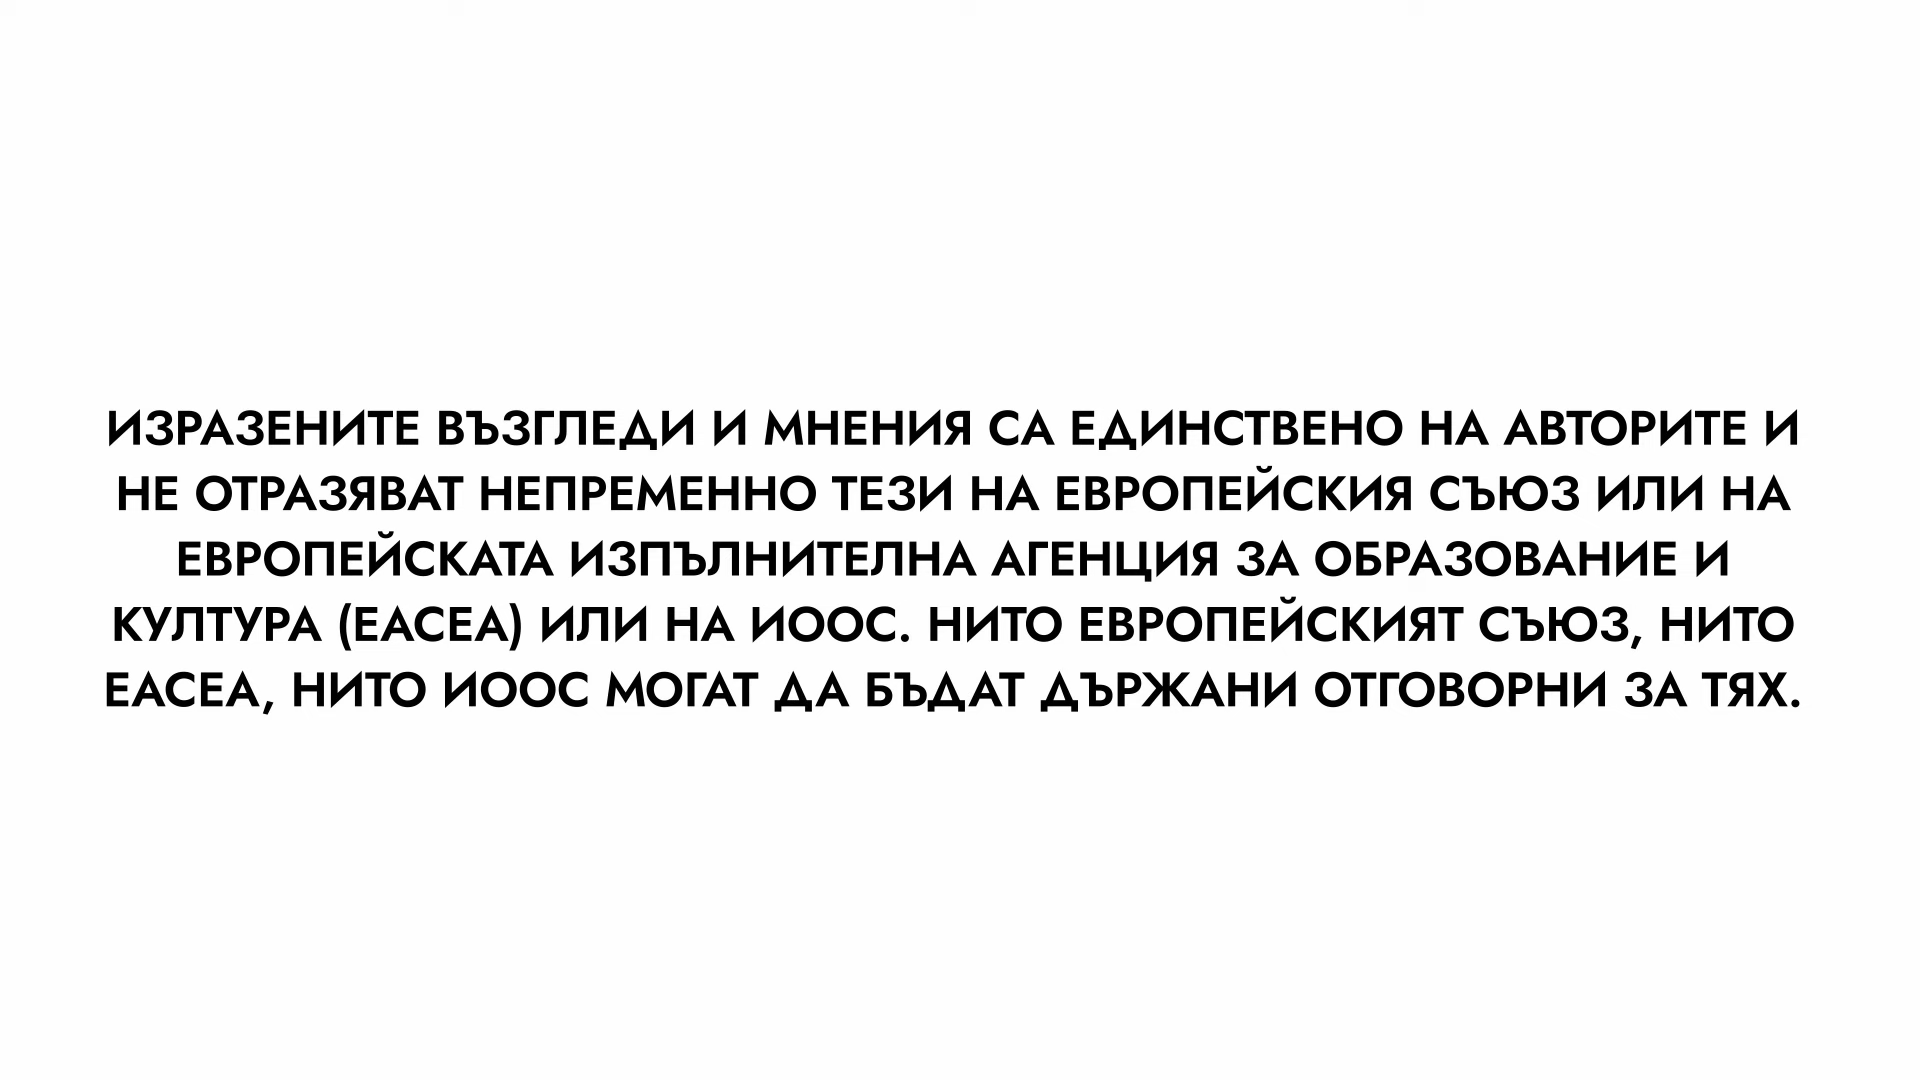 ИЗРАЗЕНИТЕ ВЪЗГЛЕДИ И МНЕНИЯ СА ЕДИНСТВЕНО НА АВТОРИТЕ И
НЕ ОТРАЗЯВАТ НЕПРЕМЕННО ТЕЗИ НА ЕВРОПЕЙСКИЯ СЪЮЗ ИЛИ НА
ЕВРОПЕЙСКАТА ИЗПЪЛНИТЕЛНА АГЕНЦИЯ ЗА ОБРАЗОВАНИЕ И
КУЛТУРА (EACEA) ИЛИ НА ИООС. НИТО ЕВРОПЕЙСКИЯТ СЪЮЗ, НИТО
EACEA, НИТО ИООС МОГАТ ДА БЪДАТ ДЪРЖАНИ ОТГОВОРНИ ЗА ТЯХ.